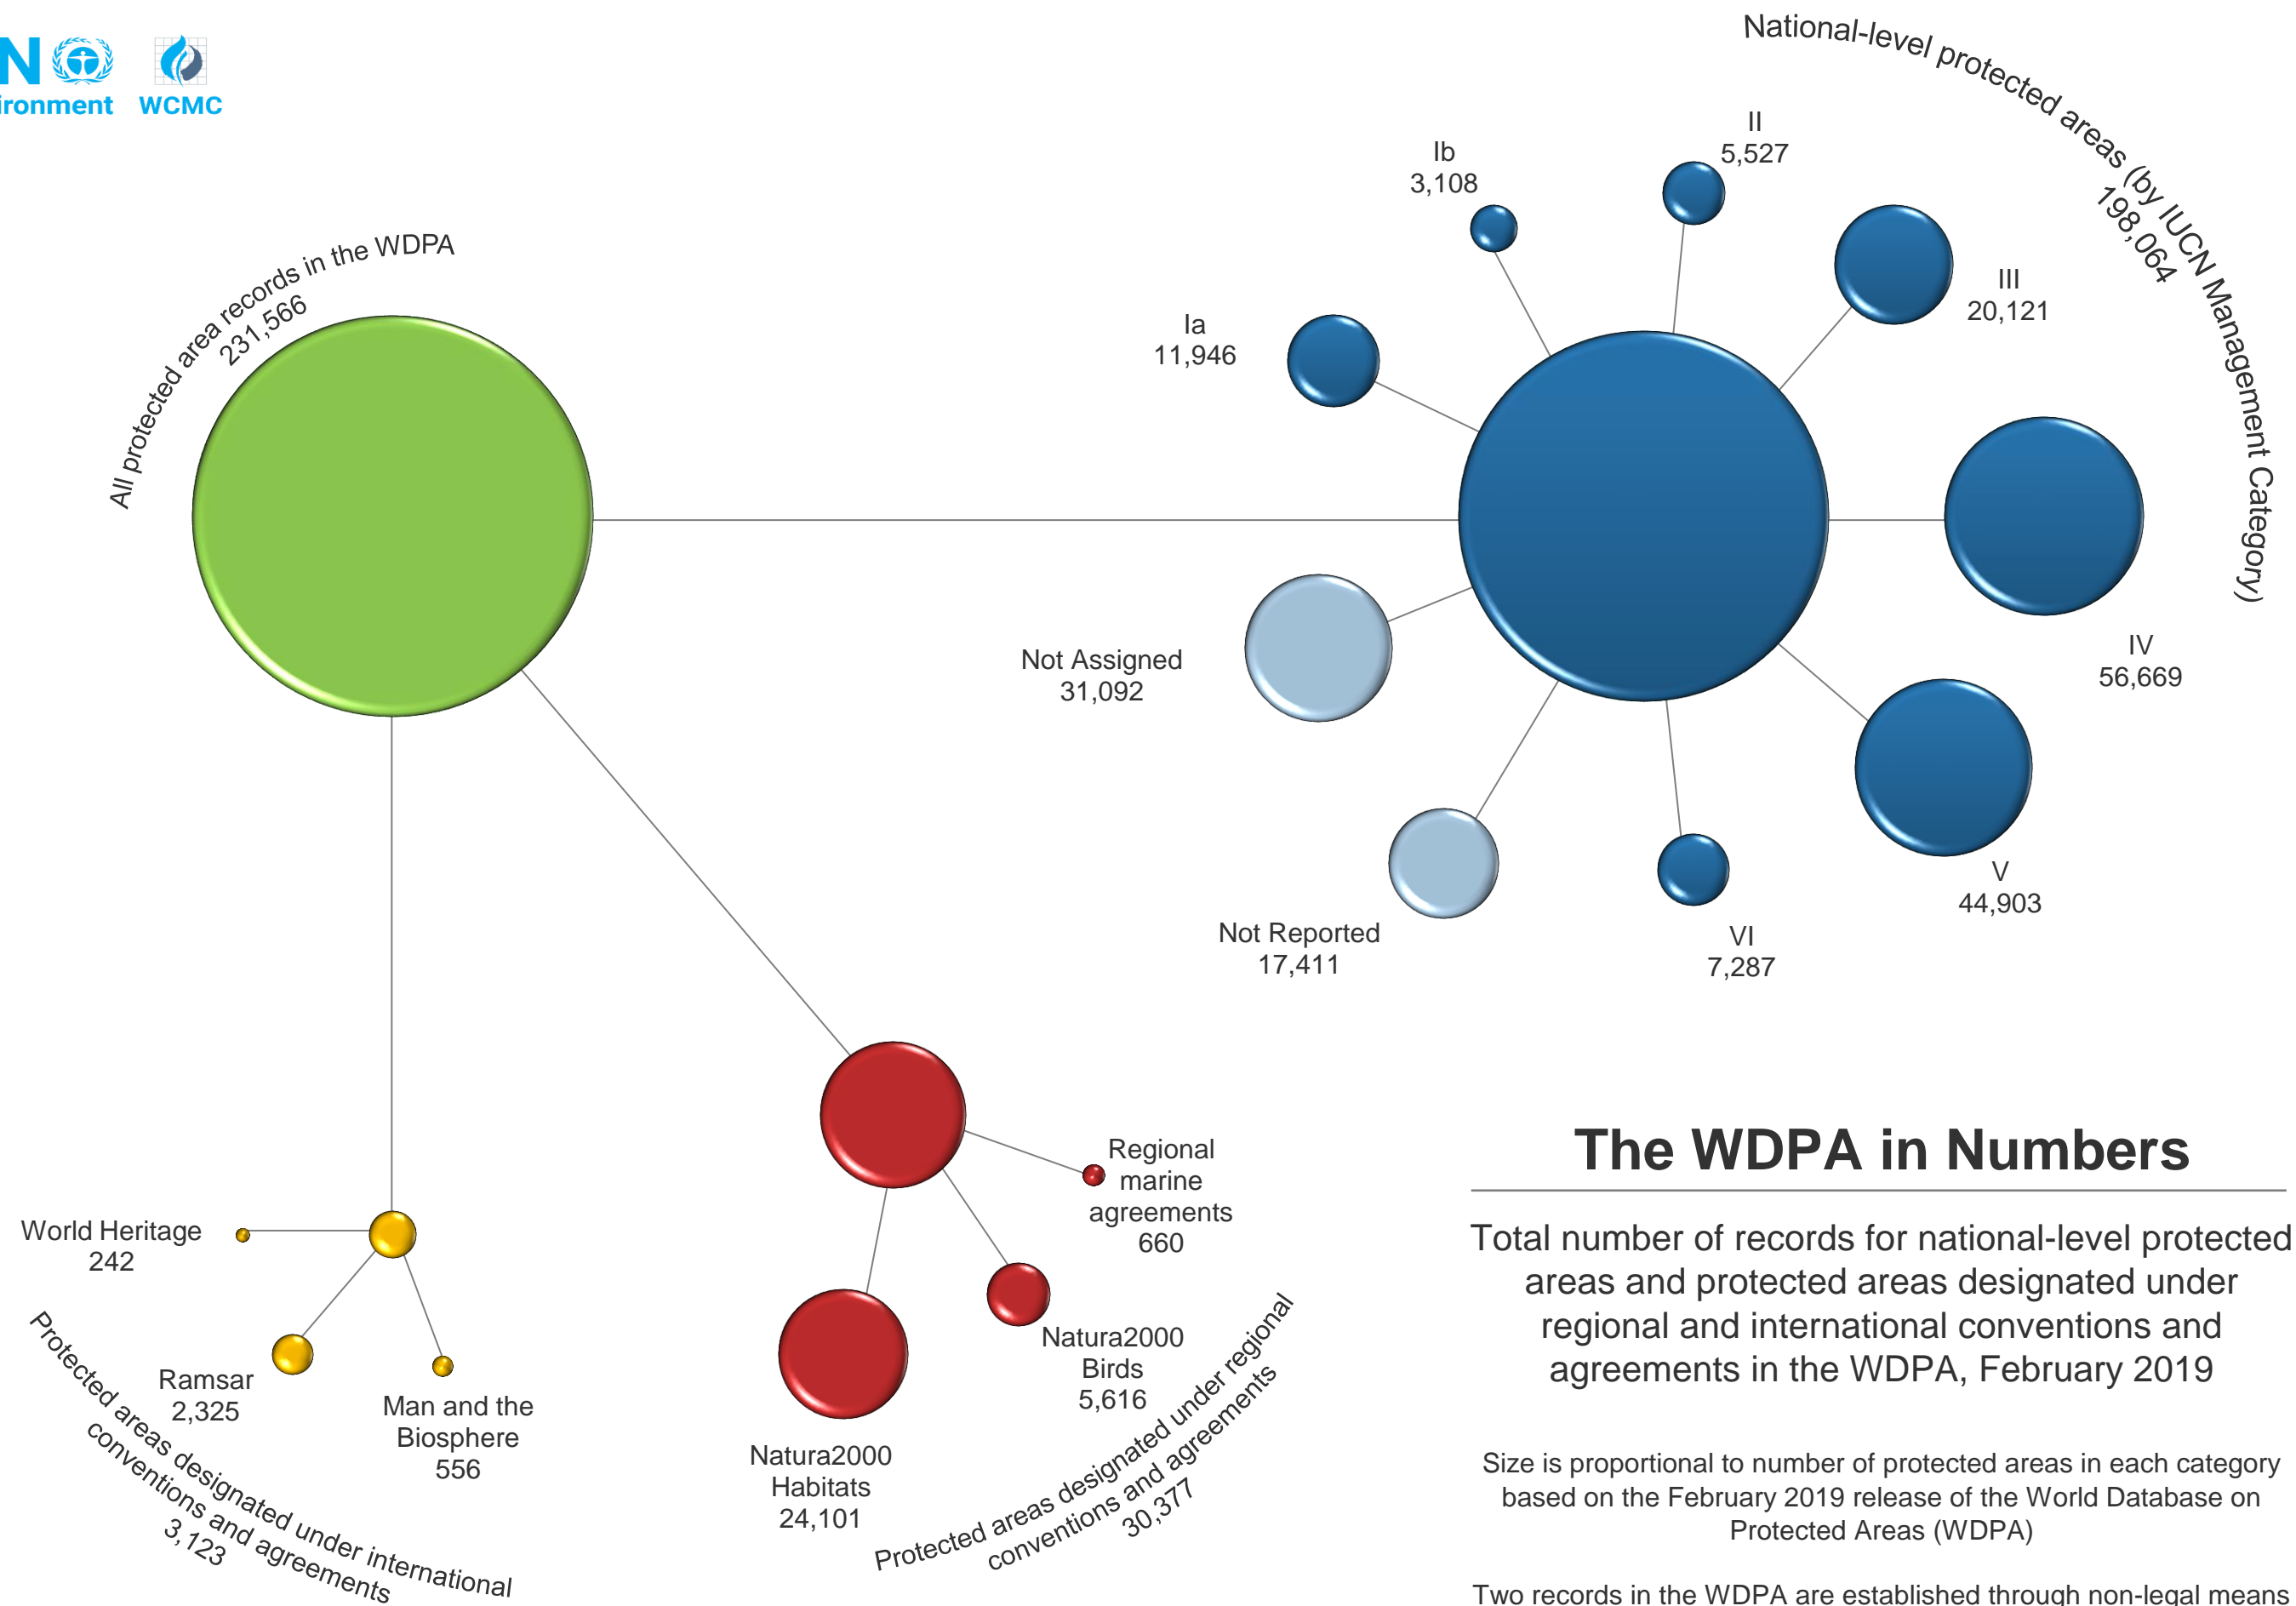 N
ironment
WCMC
National-level protected areas (by IUCN Management Category)
198,064
II
5,527
Ib
3,108
III
20,121
Ia
11,946
All protected area records in the WDPA
231,566
IV
56,669
Not Assigned
31,092
V
44,903
Not Reported
17,411
VI
7,287
World Heritage
242
Ramsar
2,325
Man and the
Biosphere
556
Protected areas designated under international
conventions and agreements
3,123
Regional
marine
agreements
660
Natura2000
Birds
5,616
Natura2000
Habitats
24,101
Protected areas designated under regional
conventions and agreements
30,377
The WDPA in Numbers
Total number of records for national-level protected
areas and protected areas designated under
regional and international conventions and
agreements in the WDPA, February 2019
Size is proportional to number of protected areas in each category
based on the February 2019 release of the World Database on
Protected Areas (WDPA)
Two records in the WDPA are established through non-legal means